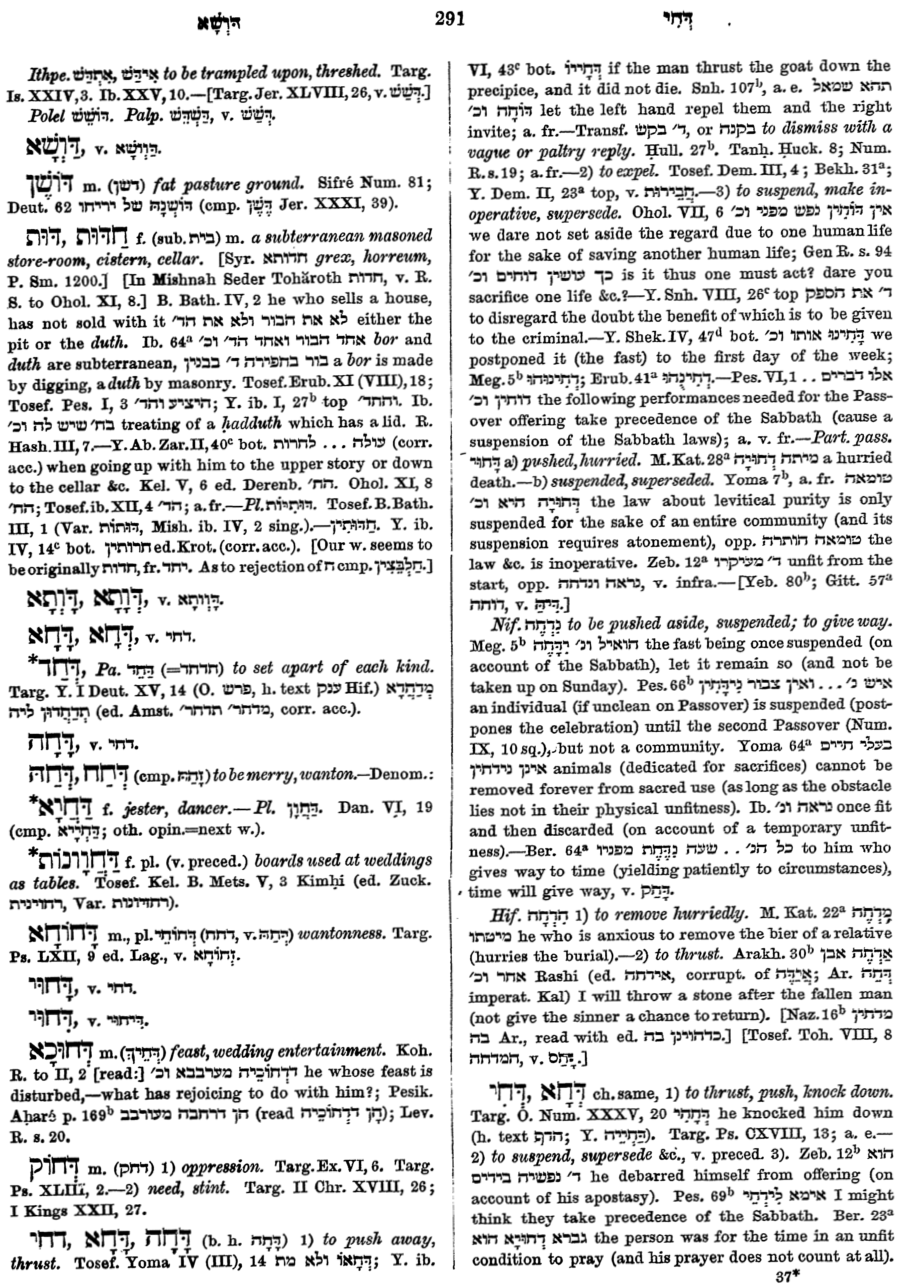 דּוּשָׁא
291
דְּחִי
Ithpe. אִידַּשׁ, אִתְּדַשׁ to be trampled upon, threshed. Targ.
Is. XXIV, 3. Ib. XXV, 10.—[Targ. Jer. XLVIII, 26, v. דְּשַׁשׁ.]
Polel דּוֹשֵׁשׁ. Palp. דַּשְׁדֵּשׁ, v. דְּשַׁשׁ.
דַּוְּשָׁא, v. בַּוְּושָׁא.
דּוֹשֶׁן m. (דשן) fat pasture ground. Sifré Num. 81;
Deut. 62 דּוֹשְׁנָהּ של יריחו (cmp. דֶּשֶׁן Jer. XXXI, 39).
חַדּוּת, דּוּת f. (sub. בית) m. a subterranean masoned
store-room, cistern, cellar. [Syr. חדותא grex, horreum,
P. Sm. 1200.] [In Mishnah Seder Tohăroth חדות, v. R.
S. to Ohol. XI, 8.] B. Bath. IV, 2 he who sells a house,
has not sold with it לא את הבור ולא את הד' either the
pit or the duth. Ib. 64ᵃ אחד הבור ואחד הד' וכ' bor and
duth are subterranean, בור בחפירה ד' בבנין a bor is made
by digging, a duth by masonry. Tosef. Erub. XI (VIII), 18;
Tosef. Pes. I, 3 היציע והד'; Y. ib. I, 27ᵇ top והחד'. Ib.
בח' שיש לה וכ' treating of a ḥadduth which has a lid. R.
Hash. III, 7.—Y. Ab. Zar. II, 40ᶜ bot. עולה ... לחרות (corr.
acc.) when going up with him to the upper story or down
to the cellar &c. Kel. V, 6 ed. Derenb. החד'. Ohol. XI, 8
החד'; Tosef. ib. XII, 4 הד'; a. fr.—Pl. דּוּתִיּוֹת. Tosef. B. Bath.
III, 1 (Var. דּוּתוֹת, Mish. ib. IV, 2 sing.).—חַדּוּתִין. Y. ib.
IV, 14ᶜ bot. חרותין ed. Krot. (corr. acc.). [Our w. seems to
be originally חדות, fr. יחד. As to rejection of ח cmp. חַלְבֵּצִין.]
דְּוָתָא, דְּוְתָא, v. דָּוְוּתָא.
דְּחָא, דָּחָא, v. דחי.
*דְּחַד, Pa. דַּחֵד (=חדחד) to set apart of each kind.
Targ. Y. I Deut. XV, 14 (O. פרש, h. text ענק Hif.) מְדַחֲדָא
תְדַחֲדוּן ליה (ed. Amst. מדחר' תדחר', corr. acc.).
דָּחָה, v. דחי.
דְּחַח, דְּחַהּ (cmp. זָחַח) to be merry, wanton.—Denom.:
*דַּחֲוָא f. jester, dancer.—Pl. דַּחֲוָן. Dan. VI, 19
(cmp. דַּחְיָיא; oth. opin.=next w.).
*דַּחֲוָונוֹת f. pl. (v. preced.) boards used at weddings
as tables. Tosef. Kel. B. Mets. V, 3 Kimḥi (ed. Zuck.
רחוינית, Var. רחזיונות).
דָּחוֹחָא m., pl. דָּחוֹחֵי (דחח, v. דְּחַח) wantonness. Targ.
Ps. LXII, 9 ed. Lag., v. זָחוֹחָא.
דָּחוּי, v. דחי.
דִּחוּי, v. דיחוי.
דְּחוּכָא m. (דְּחִיךְ) feast, wedding entertainment. Koh.
R. to II, 2 [read:] דדְחוּכֵיה מערבבא וכ' he whose feast is
disturbed,—what has rejoicing to do with him?; Pesik.
Aḥaré p. 169ᵇ הן דרחבה מעורבב (read הָן דִּדְחוּכֵיה); Lev.
R. s. 20.
דְּחוֹק m. (דחק) 1) oppression. Targ. Ex. VI, 6. Targ.
Ps. XLIII, 2.—2) need, stint. Targ. II Chr. XVIII, 26;
I Kings XXII, 27.
דחי, דָּחָא, דָּחָה (b. h. דָּחָה) 1) to push away,
thrust. Tosef. Yoma IV (III), 14 דְּחָאוֹ ולא מת; Y. ib.
VI, 43ᶜ bot. דְּחָיוֹ if the man thrust the goat down the
precipice, and it did not die. Snh. 107ᵇ, a. e. תהא שמאל
דּוֹחָה וכ' let the left hand repel them and the right
invite; a. fr.—Transf. ד' בקש, or בקנה to dismiss with a
vague or paltry reply. Ḥull. 27ᵇ. Tanḥ. Ḥuck. 8; Num.
R. s. 19; a. fr.—2) to expel. Tosef. Dem. III, 4; Bekh. 31ᵃ;
Y. Dem. II, 23ᵃ top, v. חֲבֵירוּת.—3) to suspend, make in-
operative, supersede. Ohol. VII, 6 אין דּוֹחִין נפש מפני וכ'
we dare not set aside the regard due to one human life
for the sake of saving another human life; Gen R. s. 94
כך עושין דוחים וכ' is it thus one must act? dare you
sacrifice one life &c.?—Y. Snh. VIII, 26ᶜ top ד' את הספק
to disregard the doubt the benefit of which is to be given
to the criminal.—Y. Shek. IV, 47ᵈ bot. דָּחִינוּ אותו וכ' we
postponed it (the fast) to the first day of the week;
Meg. 5ᵇ דְּחִינוּהוּ; Erub. 41ᵃ דְּחִינֻהוּ.—Pes. VI, 1 .. אלו דברים
דוחין וכ' the following performances needed for the Pass-
over offering take precedence of the Sabbath (cause a
suspension of the Sabbath laws); a. v. fr.—Part. pass.
דָּחוּי a) pushed, hurried. M. Kat. 28ᵃ מיתה דְחוּיָה a hurried
death.—b) suspended, superseded. Yoma 7ᵇ, a. fr. טומאה
דְּחוּיָה היא וכ' the law about levitical purity is only
suspended for the sake of an entire community (and its
suspension requires atonement), opp. טומאה הותרה the
law &c. is inoperative. Zeb. 12ᵃ ד' מעיקרו unfit from the
start, opp. נראה ונדחה, v. infra.—[Yeb. 80ᵇ; Gitt. 57ᵃ
דוחה, v. דֵּיהֶה.]
Nif. נִדְחֶה to be pushed aside, suspended; to give way.
Meg. 5ᵇ הואיל ונ' יִדָּחֶה the fast being once suspended (on
account of the Sabbath), let it remain so (and not be
taken up on Sunday). Pes. 66ᵇ איש נ' ... ואין צבור נִידָּחִין
an individual (if unclean on Passover) is suspended (post-
pones the celebration) until the second Passover (Num.
IX, 10 sq.), but not a community. Yoma 64ᵃ בעלי חיים
אינן נידחין animals (dedicated for sacrifices) cannot be
removed forever from sacred use (as long as the obstacle
lies not in their physical unfitness). Ib. נראה ונ' once fit
and then discarded (on account of a temporary unfit-
ness).—Ber. 64ᵃ כל הנ' .. שעה נִדְחֵת מפניו to him who
gives way to time (yielding patiently to circumstances),
time will give way, v. דָּחַק.
Hif. הִדְחָה 1) to remove hurriedly. M. Kat. 22ᵃ מַדְחֶה
מיטתו he who is anxious to remove the bier of a relative
(hurries the burial).—2) to thrust. Arakh. 30ᵇ אַדְחֶה אבן
אחר וכ' Rashi (ed. אידחה, corrupt. of אֲיַדֶּה; Ar. דְּחֵה
imperat. Kal) I will throw a stone after the fallen man
(not give the sinner a chance to return). [Naz. 16ᵇ מדחין
בה Ar., read with ed. כדחוינן בה.] [Tosef. Toh. VIII, 8
המדחה, v. נָחַס.]
דְּחָא, דְּחִי ch. same, 1) to thrust, push, knock down.
Targ. O. Num. XXXV, 20 דְּחָהִי he knocked him down
(h. text הדף; Y. דַּחְיֵיה). Targ. Ps. CXVIII, 13; a. e.—
2) to suspend, supersede &c., v. preced. 3). Zeb. 12ᵇ הוא
ד' נפשיה בידים he debarred himself from offering (on
account of his apostasy). Pes. 69ᵇ אימא לִידְחֵי I might
think they take precedence of the Sabbath. Ber. 23ᵃ
גברא דְחוּיָא הוא the person was for the time in an unfit
condition to pray (and his prayer does not count at all).
37*